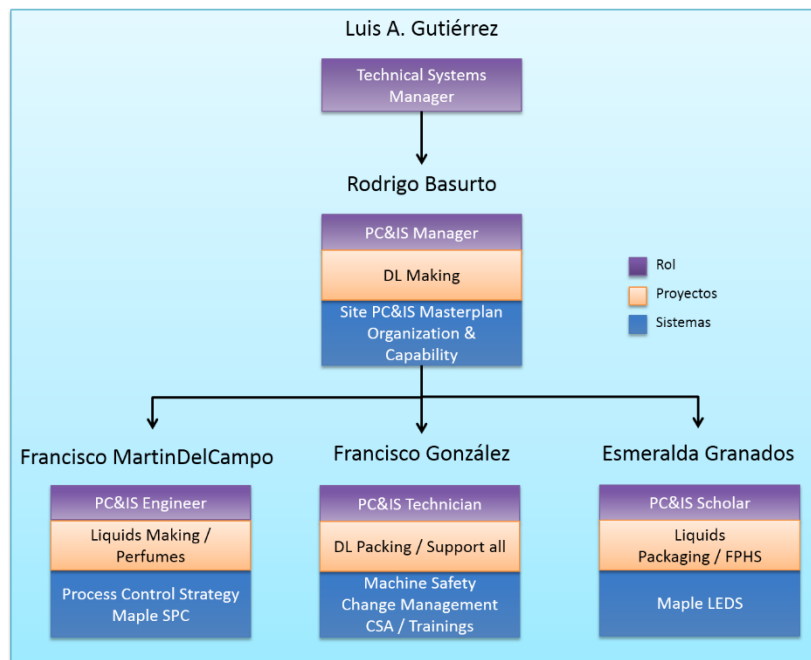 Luis A. Gutiérrez
Technical Systems
Manager
Rodrigo Basurto
PC&IS Manager
DL Making
Site PC&IS Masterplan
Organization &
Capability
Rol
Proyectos
Sistemas
Francisco MartinDelCampo
PC&IS Engineer
Liquids Making /
Perfumes
Process Control Strategy
Maple SPC
Francisco González
PC&IS Technician
DL Packing / Support all
Machine Safety
Change Management
CSA / Trainings
Esmeralda Granados
PC&IS Scholar
Liquids
Packaging / FPHS
Maple LEDS